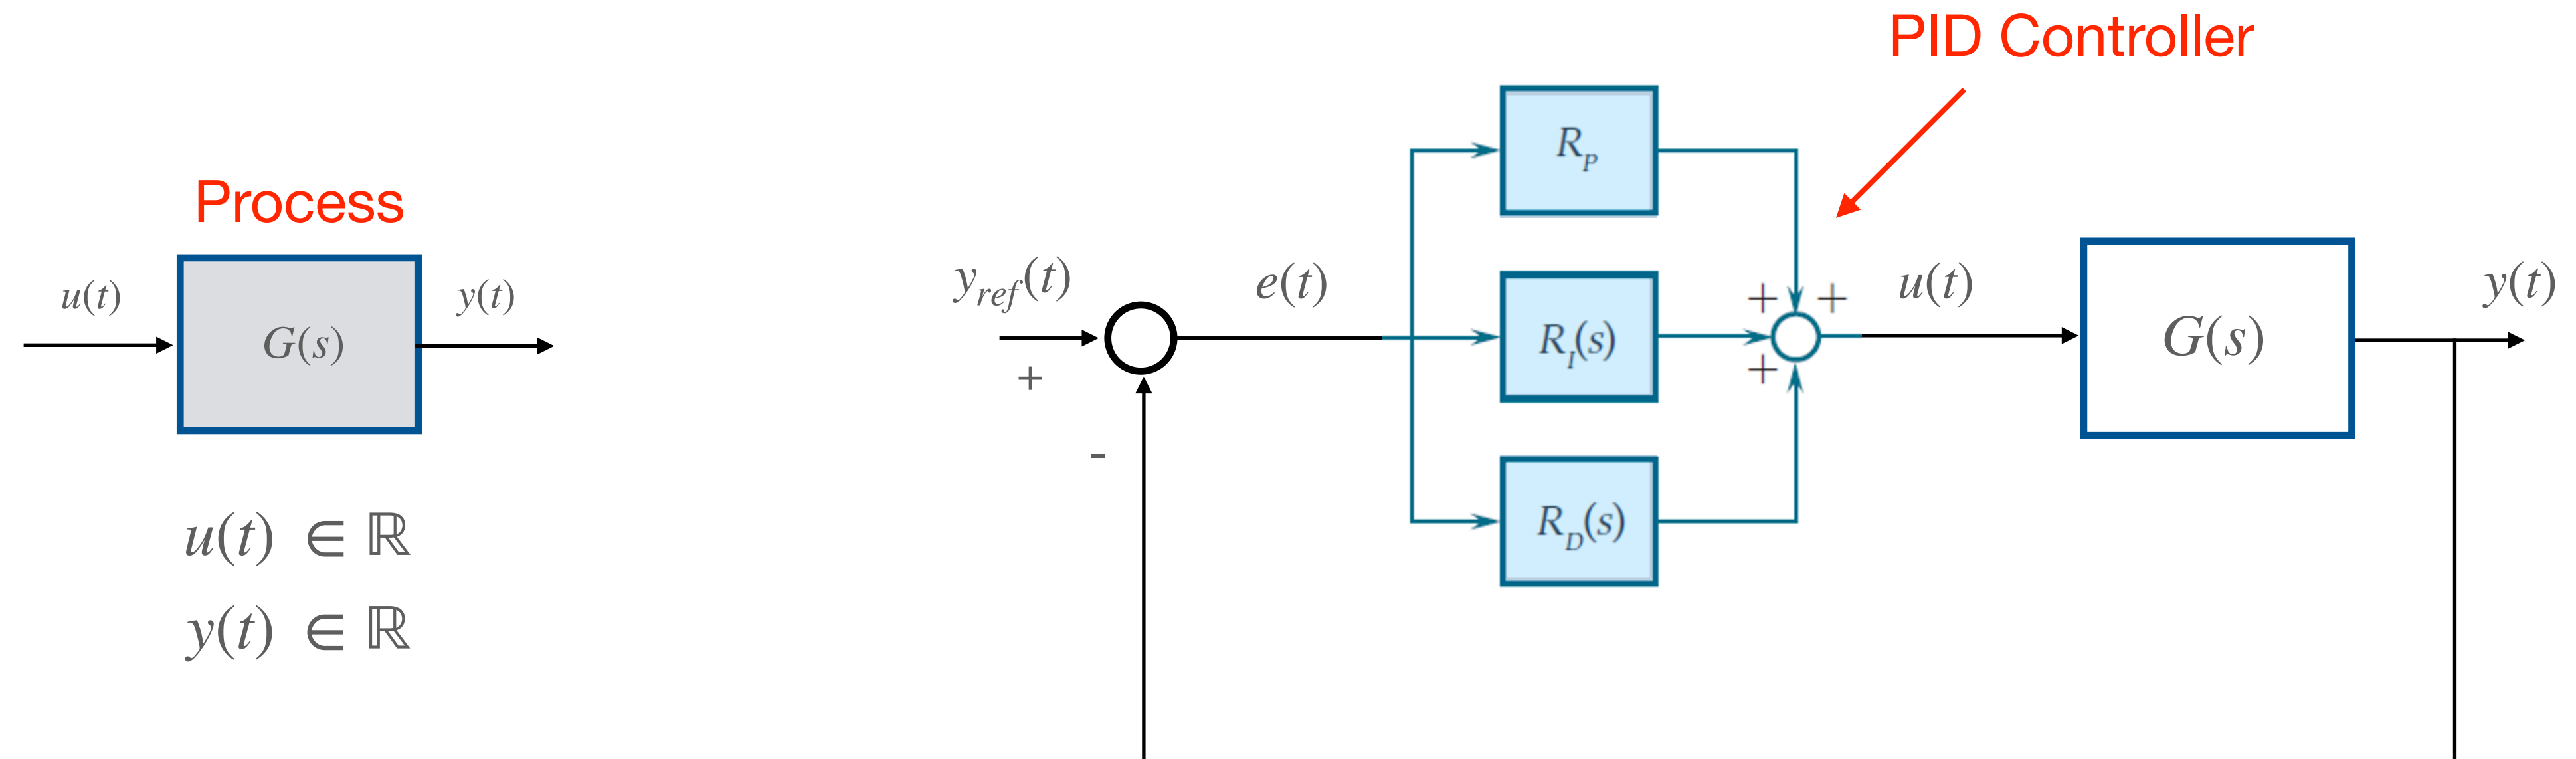 Process
u(t)
G(s)
y(t)
u(t) ∈ ℝ
y(t) ∈ ℝ
PID Controller
y_ref(t)
+
-
e(t)
R_P
R_I(s)
R_D(s)
+ +
+
u(t)
G(s)
y(t)